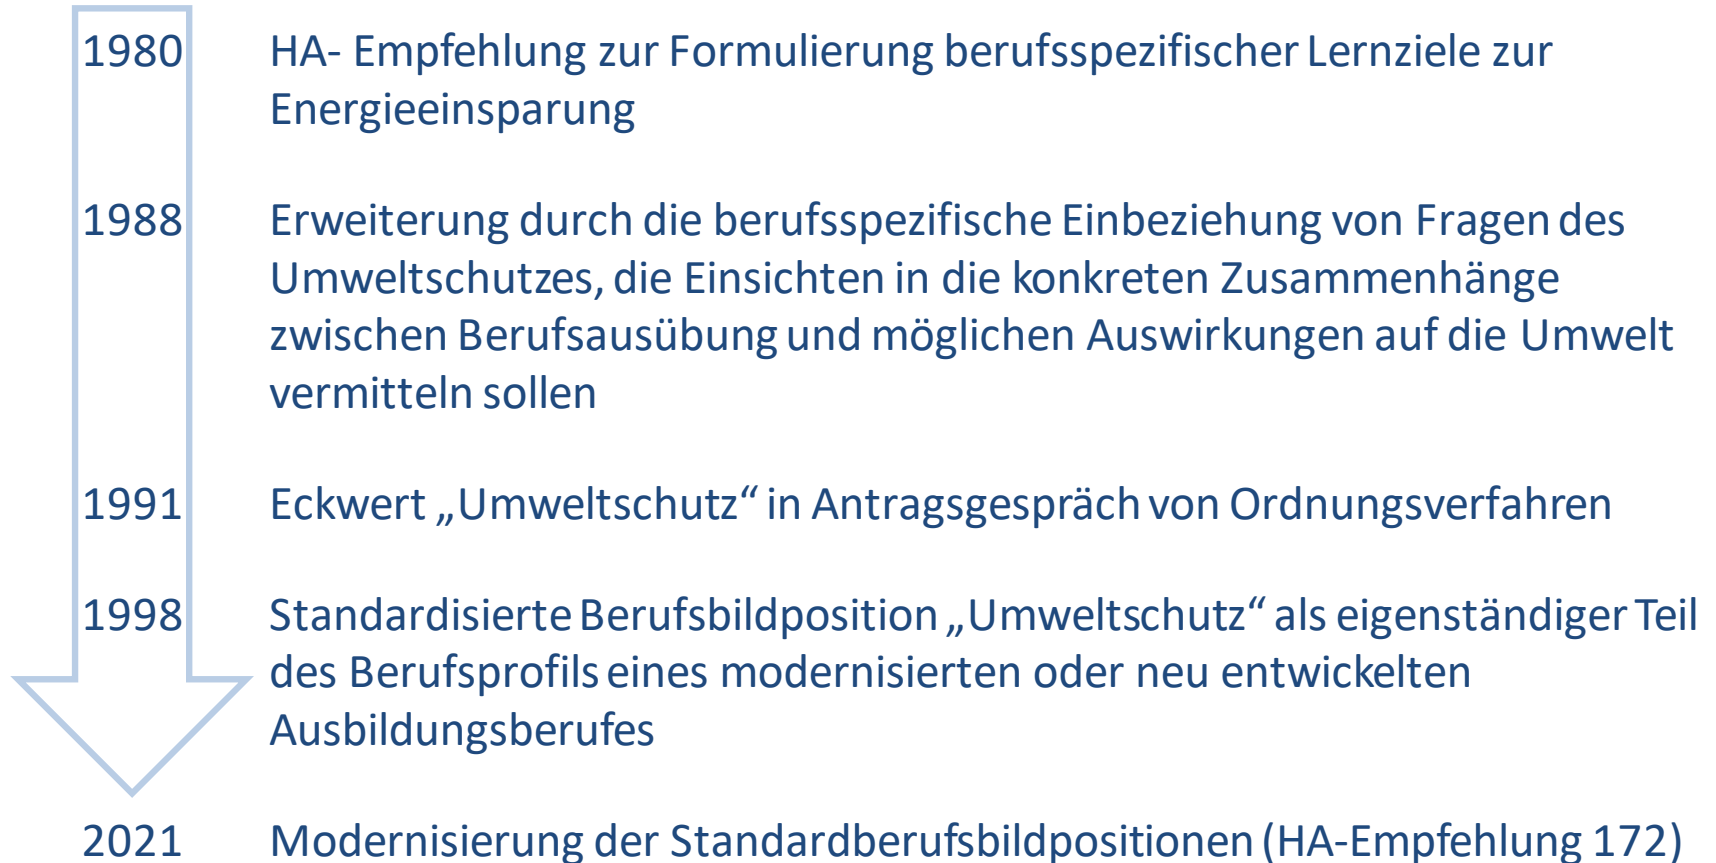 1980 HA- Empfehlung zur Formulierung berufsspezifischer Lernziele zur
Energieeinsparung
1988 Erweiterung durch die berufsspezifische Einbeziehung von Fragen des
Umweltschutzes, die Einsichten in die konkreten Zusammenhänge
zwischen Berufsausübung und möglichen Auswirkungen auf die Umwelt
vermitteln sollen
1991 Eckwert „Umweltschutz“ in Antragsgespräch von Ordnungsverfahren
1998 Standardisierte Berufsbildposition „Umweltschutz“ als eigenständiger Teil
des Berufsprofils eines modernisierten oder neu entwickelten
Ausbildungsberufes
2021 Modernisierung der Standardberufsbildpositionen (HA-Empfehlung 172)